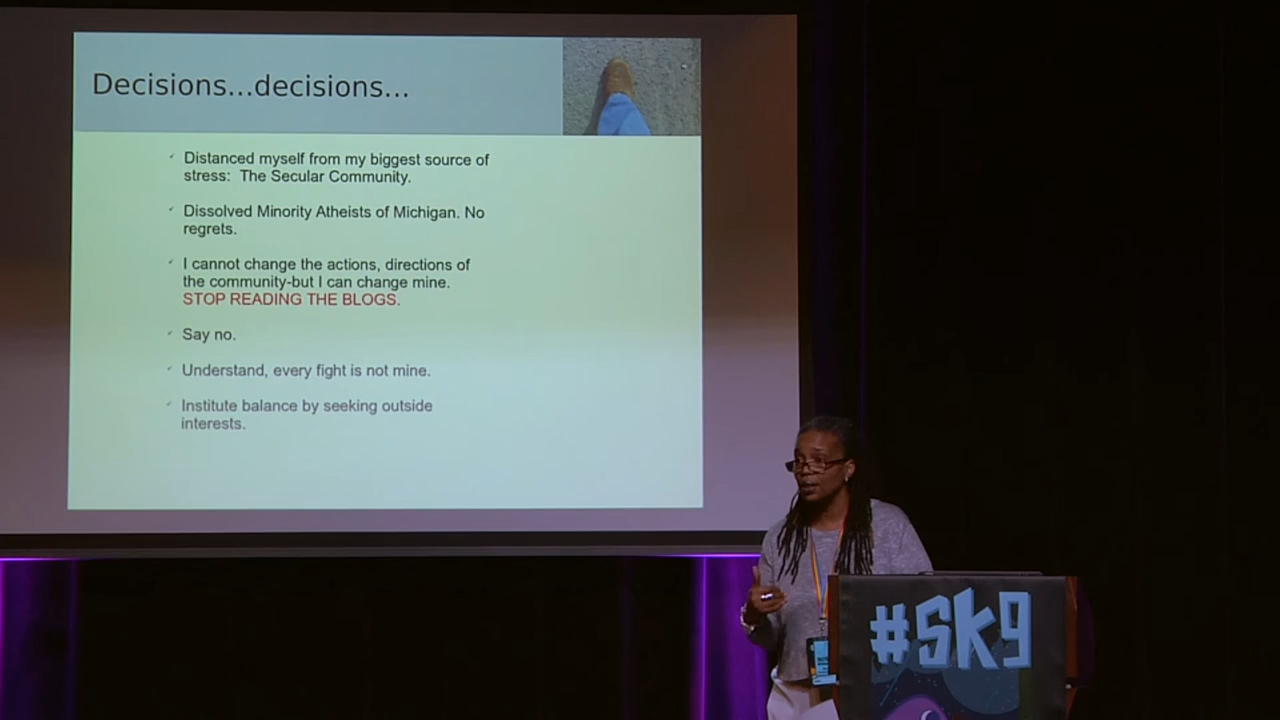 Decisions...decisions...
Distanced myself from my biggest source of
stress:  The Secular Community.
Dissolved Minority Atheists of Michigan. No
regrets.
I cannot change the actions, directions of
the community-but I can change mine.
STOP READING THE BLOGS.
Say no.
Understand, every fight is not mine.
Institute balance by seeking outside
interests.
#SK9